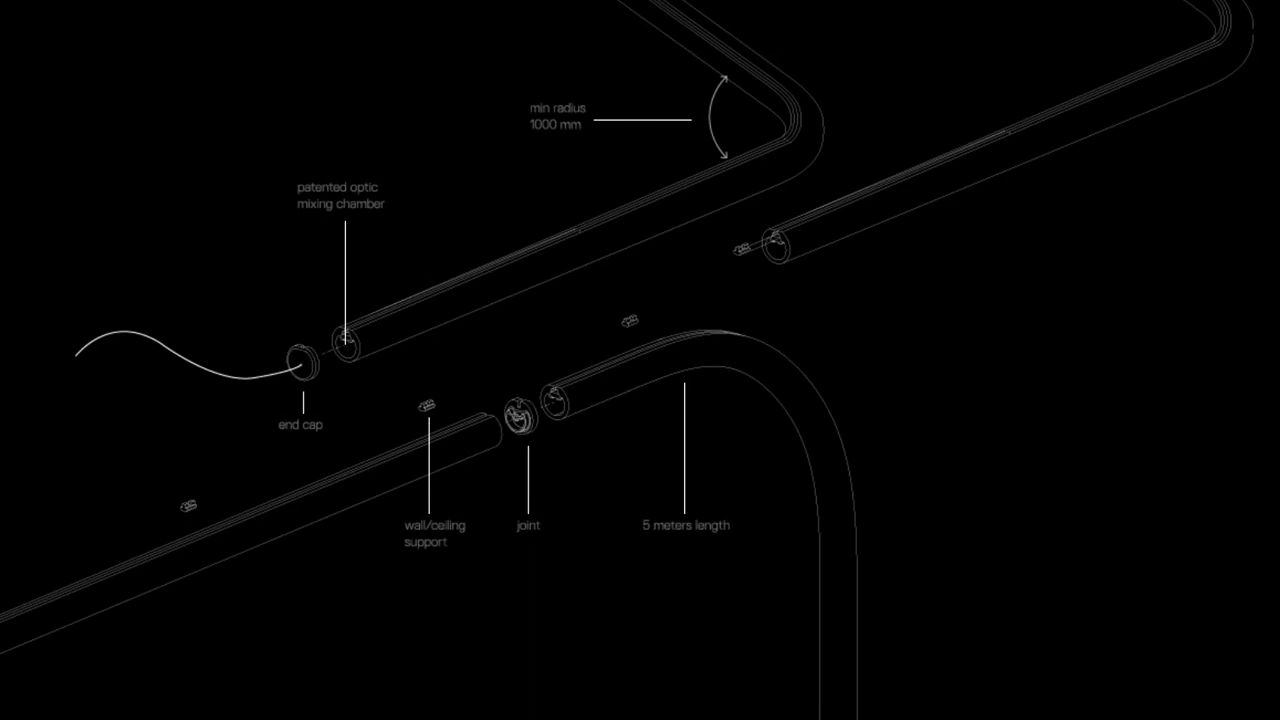 min radius
1000 mm
patented optic
mixing chamber
end cap
wall/ceiling
support
joint
5 meters length